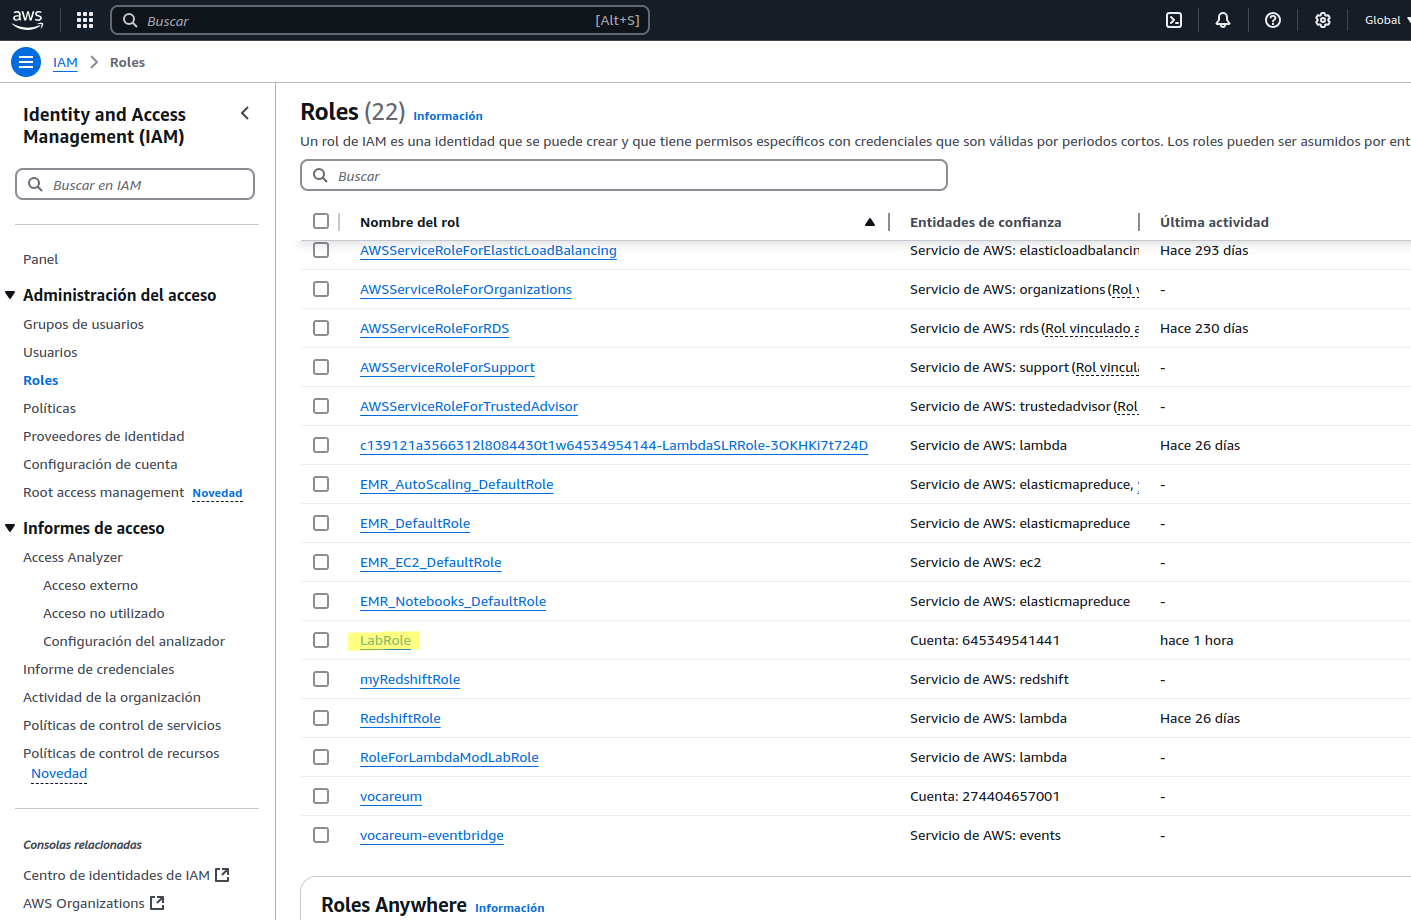 aws
Buscar [Alt+S] Global
IAM > Roles
Identity and Access
Management (IAM)
Buscar en IAM
Panel
Administración del acceso
Grupos de usuarios
Usuarios
Roles
Políticas
Proveedores de identidad
Configuración de cuenta
Root access management Novedad
Informes de acceso
Access Analyzer
Acceso externo
Acceso no utilizado
Configuración del analizador
Informe de credenciales
Actividad de la organización
Políticas de control de servicios
Políticas de control de recursos
Novedad
Consolas relacionadas
Centro de identidades de IAM
AWS Organizations
Roles (22) Información
Un rol de IAM es una identidad que se puede crear y que tiene permisos específicos con credenciales que son válidas por periodos cortos. Los roles pueden ser asumidos por ent
Buscar
Nombre del rol Entidades de confianza Última actividad
AWSServiceRoleForElasticLoadBalancing Servicio de AWS: elasticloadbalancin Hace 293 días
AWSServiceRoleForOrganizations Servicio de AWS: organizations (Rol v -
AWSServiceRoleForRDS Servicio de AWS: rds (Rol vinculado a Hace 230 días
AWSServiceRoleForSupport Servicio de AWS: support (Rol vincul -
AWSServiceRoleForTrustedAdvisor Servicio de AWS: trustedadvisor (Rol -
c139121a3566312l8084430t1w64534954144-LambdaSLRRole-3OKHKi7t724D Servicio de AWS: lambda Hace 26 días
EMR_AutoScaling_DefaultRole Servicio de AWS: elasticmapreduce, -
EMR_DefaultRole Servicio de AWS: elasticmapreduce -
EMR_EC2_DefaultRole Servicio de AWS: ec2 -
EMR_Notebooks_DefaultRole Servicio de AWS: elasticmapreduce -
LabRole Cuenta: 645349541441 hace 1 hora
myRedshiftRole Servicio de AWS: redshift -
RedshiftRole Servicio de AWS: lambda Hace 26 días
RoleForLambdaModLabRole Servicio de AWS: lambda -
vocareum Cuenta: 274404657001 -
vocareum-eventbridge Servicio de AWS: events -
Roles Anywhere Información